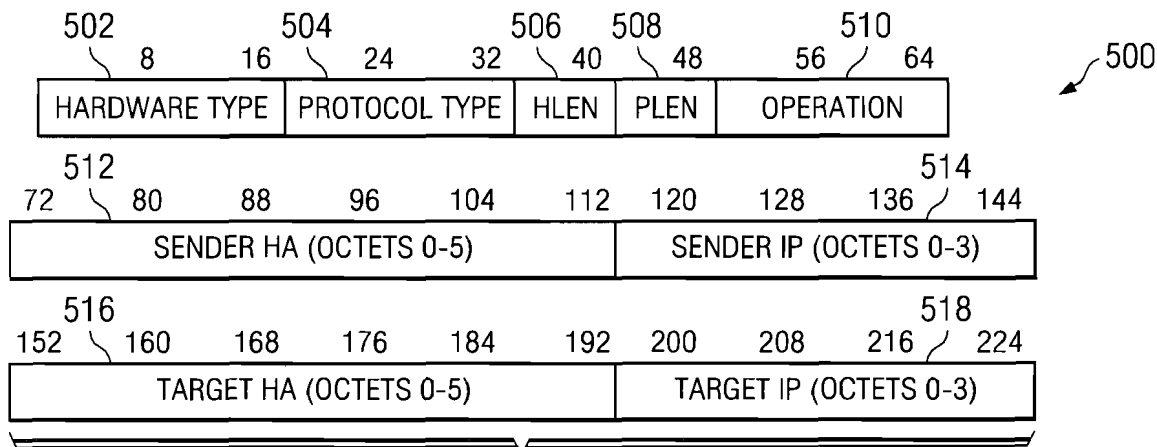 502 504 506 508 510
8 16 24 32 40 48 56 64 500
HARDWARE TYPE PROTOCOL TYPE HLEN PLEN OPERATION
512 514
72 80 88 96 104 112 120 128 136 144
SENDER HA (OCTETS 0-5) SENDER IP (OCTETS 0-3)
516 518
152 160 168 176 184 192 200 208 216 224
TARGET HA (OCTETS 0-5) TARGET IP (OCTETS 0-3)